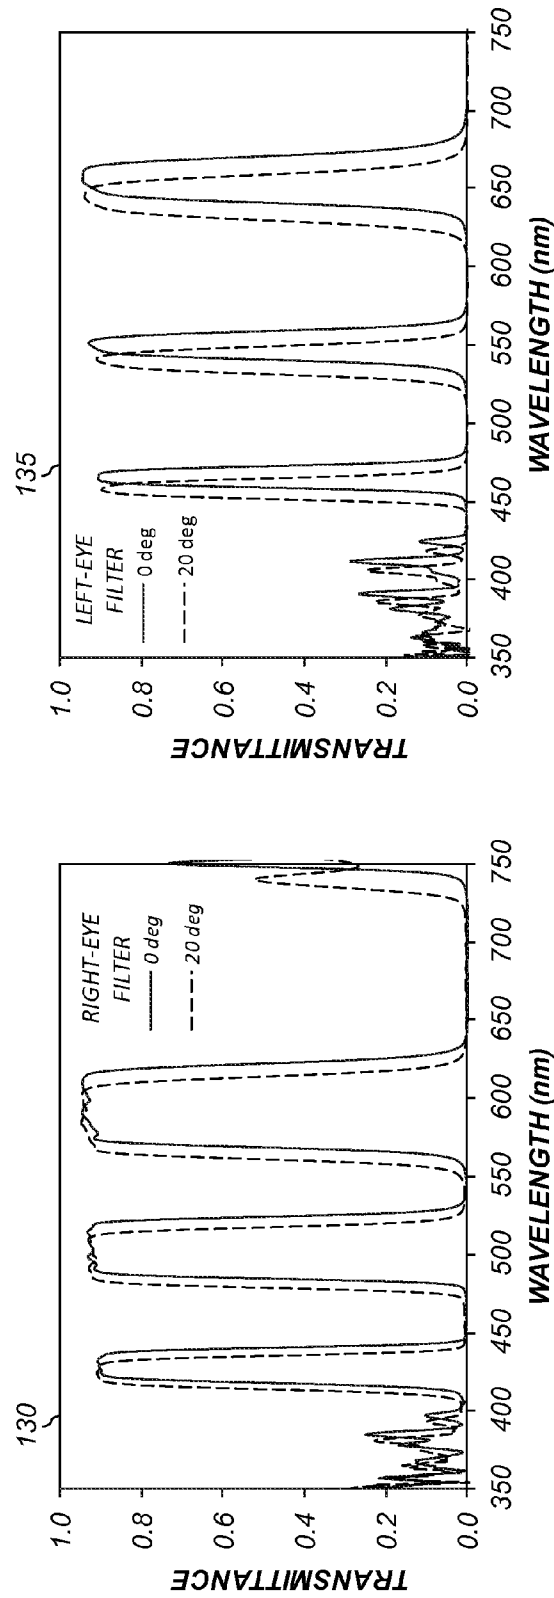 130
RIGHT-EYE
FILTER
0 deg
20 deg
TRANSMITTANCE
1.0
0.8
0.6
0.4
0.2
0.0
350 400 450 500 550 600 650 700 750
WAVELENGTH (nm)
135
LEFT-EYE
FILTER
0 deg
20 deg
TRANSMITTANCE
1.0
0.8
0.6
0.4
0.2
0.0
350 400 450 500 550 600 650 700 750
WAVELENGTH (nm)